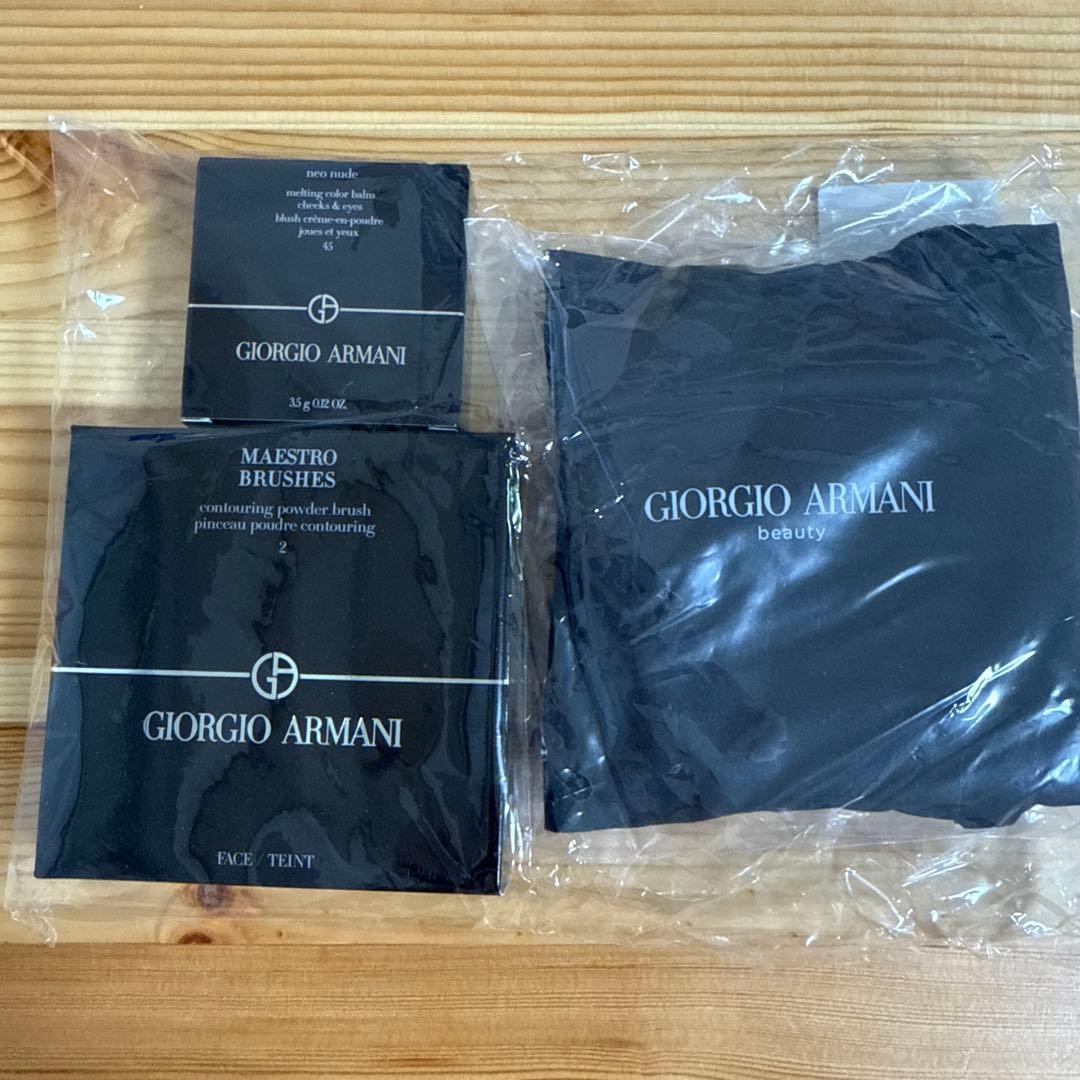 neo nude
melting color balm
cheeks & eyes
blush crème-en-poudre
joues et yeux
45
GA
GIORGIO ARMANI
3.5 g 0.12 OZ.
MAESTRO
BRUSHES
contouring powder brush
pinceau poudre contouring
2
GA
GIORGIO ARMANI
FACE / TEINT
GIORGIO ARMANI
beauty